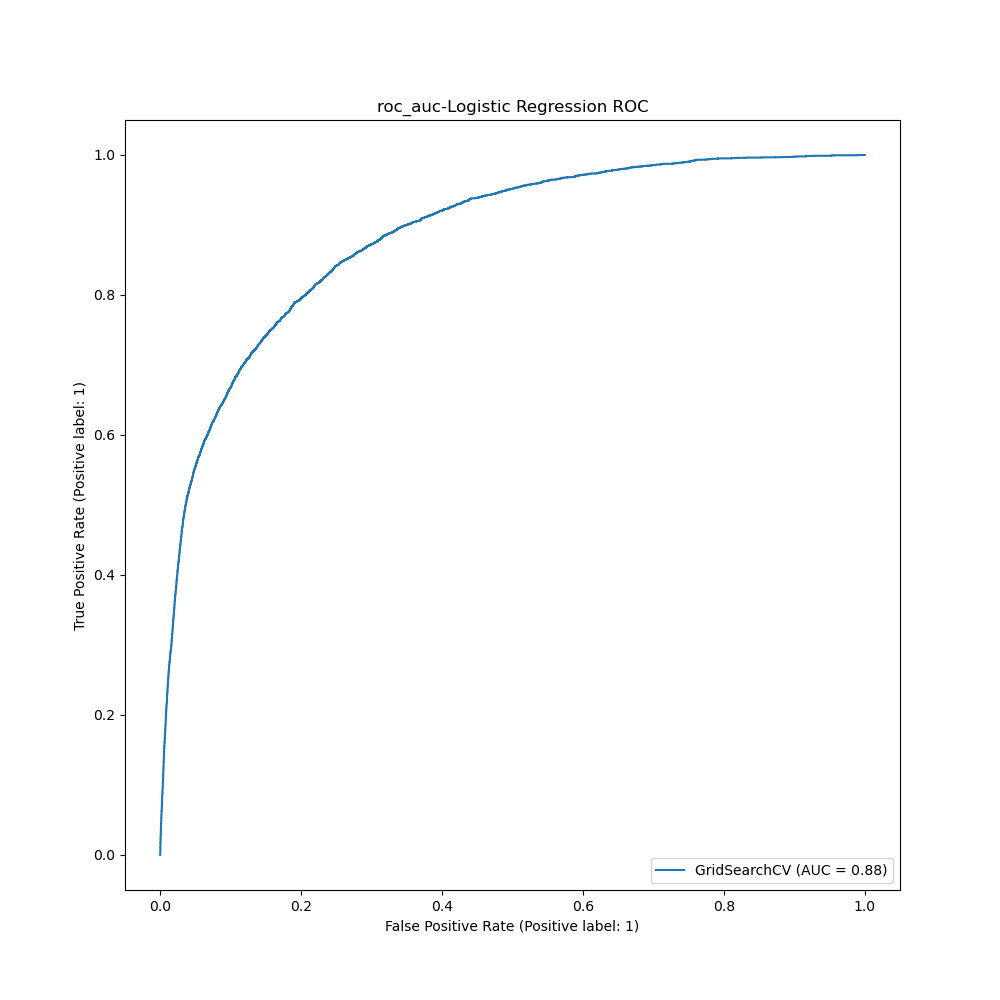 roc_auc-Logistic Regression ROC
1.0
0.8
0.6
0.4
0.2
0.0
True Positive Rate (Positive label: 1)
GridSearchCV (AUC = 0.88)
0.0 0.2 0.4 0.6 0.8 1.0
False Positive Rate (Positive label: 1)